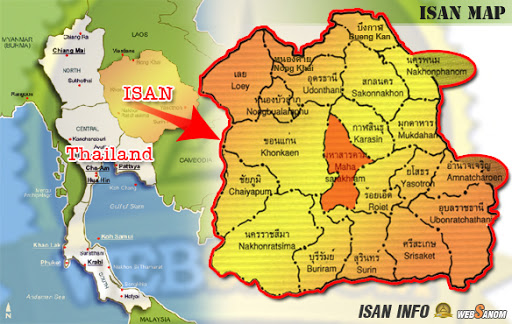 ISAN MAP
MYANMAR
(BURMA)
Rangoon
Chiang Rai
Chiang Mai
NORTH
Sukhothai
LAOS
ISAN
CENTRAL
Kanchanaburi
Thailand
Pattaya
Cha-Am
Hua Hin
CAMBODIA
Gulf of Siam
Koh Samui
Khao Lak
Phuket
Suratthani
Krabi
Hatyai
Andaman Sea
MALAYSIA
N
บึงกาฬ
Bueng Kan
เลย
Loey
หนองคาย
Nong Khai
อุดรธานี
Udonthani
สกลนคร
Sakonnakhon
นครพนม
Nakhonphanom
หนองบัวลำภู
Nongbualamphu
ขอนแก่น
Khonkaen
กาฬสินธุ์
Karasin
มุกดาหาร
Mukdahan
มหาสารคาม
Maha
sarakham
ชัยภูมิ
Chaiyapum
ร้อยเอ็ด
Roiet
ยโสธร
Yasotron
อำนาจเจริญ
Amnatcharoen
อุบลราชธานี
Ubonratchathani
นครราชสีมา
Nakhonratsima
บุรีรัมย์
Buriram
สุรินทร์
Surin
ศรีสะเกษ
Srisaket
ISAN INFO
WEBSANOM